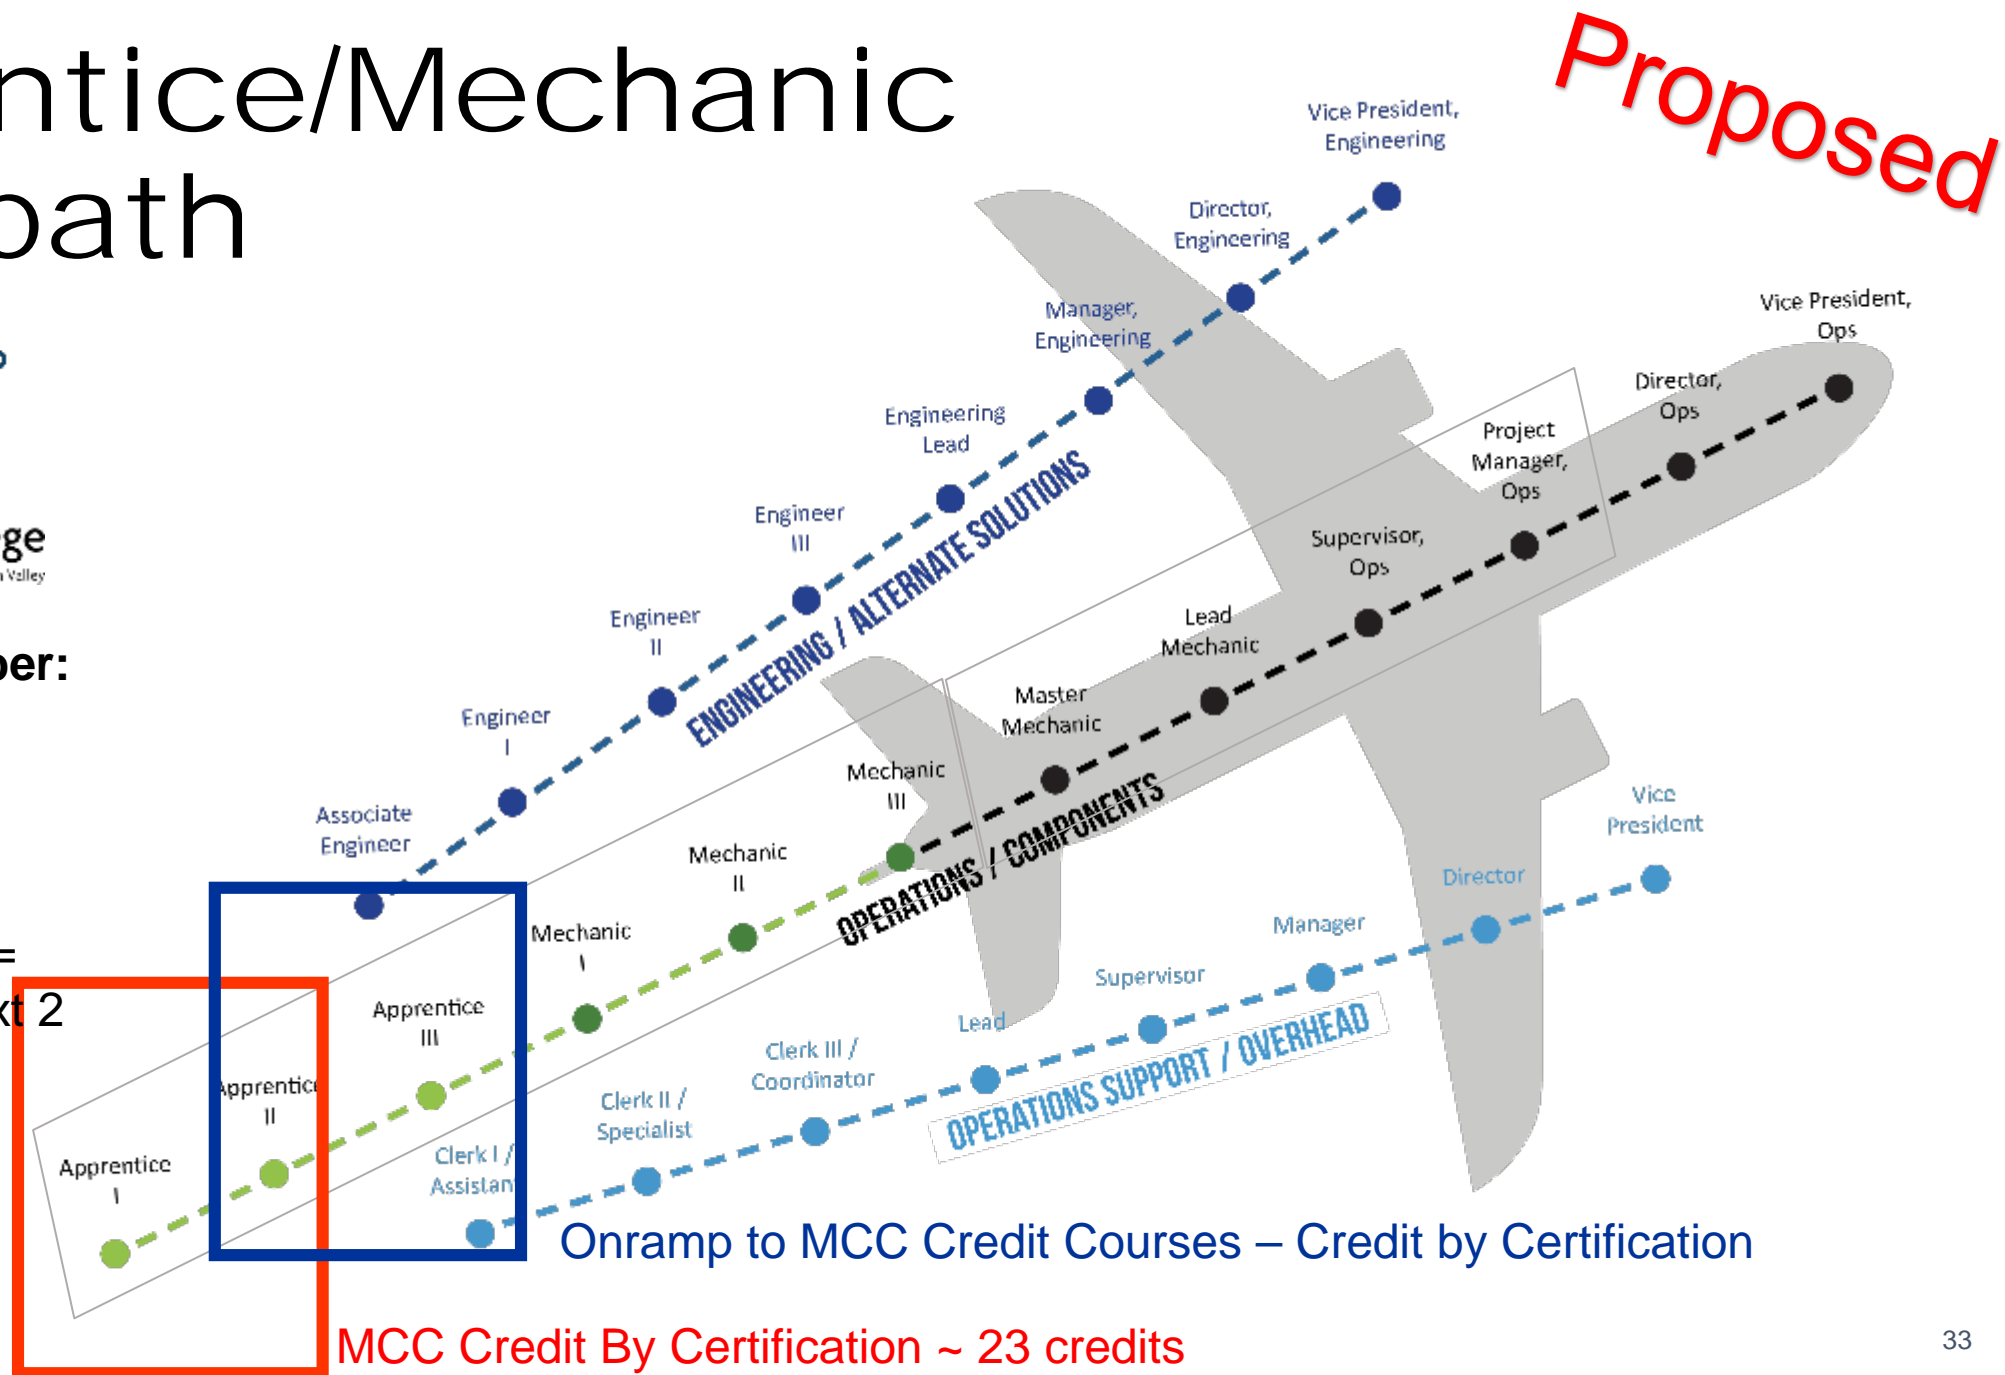 ntice/Mechanic
path
Proposed
Vice President,
Engineering
Director,
Engineering
Manager,
Engineering
Engineering
Lead
Engineer
III
Engineer
II
Engineer
I
Associate
Engineer
ENGINEERING / ALTERNATE SOLUTIONS
Vice President,
Ops
Director,
Ops
Project
Manager,
Ops
Supervisor,
Ops
Lead
Mechanic
Master
Mechanic
Mechanic
III
Mechanic
II
Mechanic
I
Apprentice
III
Apprentice
II
Apprentice
I
OPERATIONS / COMPONENTS
Vice
President
Director
Manager
Supervisor
Lead
Clerk III /
Coordinator
Clerk II /
Specialist
Clerk I /
Assistant
OPERATIONS SUPPORT / OVERHEAD
ge
Valley
per:
=
xt 2
Onramp to MCC Credit Courses – Credit by Certification
MCC Credit By Certification ~ 23 credits
33